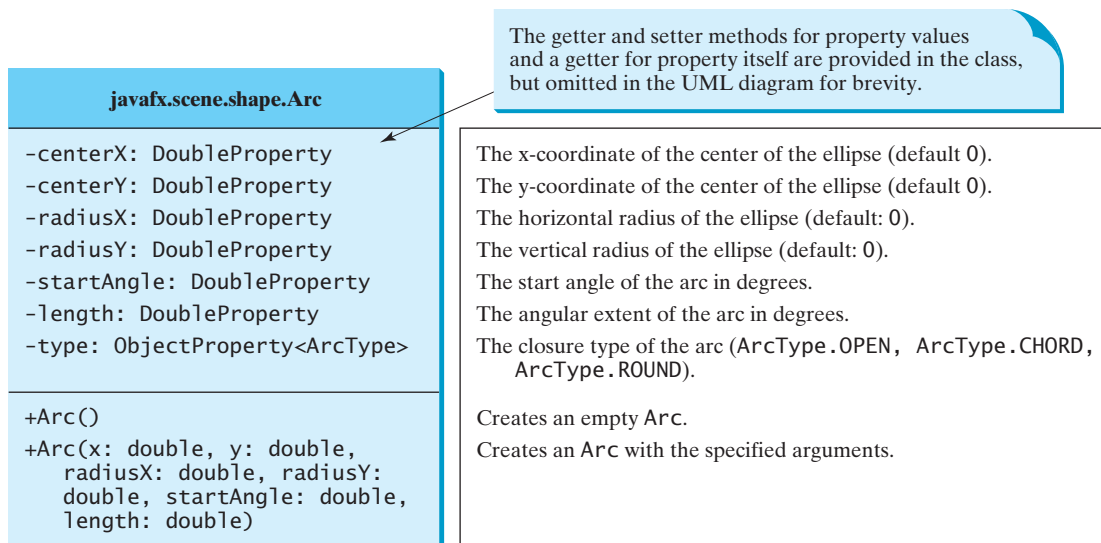 The getter and setter methods for property values
and a getter for property itself are provided in the class,
but omitted in the UML diagram for brevity.
javafx.scene.shape.Arc
-centerX: DoubleProperty
-centerY: DoubleProperty
-radiusX: DoubleProperty
-radiusY: DoubleProperty
-startAngle: DoubleProperty
-length: DoubleProperty
-type: ObjectProperty<ArcType>
The x-coordinate of the center of the ellipse (default 0).
The y-coordinate of the center of the ellipse (default 0).
The horizontal radius of the ellipse (default: 0).
The vertical radius of the ellipse (default: 0).
The start angle of the arc in degrees.
The angular extent of the arc in degrees.
The closure type of the arc (ArcType.OPEN, ArcType.CHORD,
ArcType.ROUND).
+Arc()
+Arc(x: double, y: double,
radiusX: double, radiusY:
double, startAngle: double,
length: double)
Creates an empty Arc.
Creates an Arc with the specified arguments.